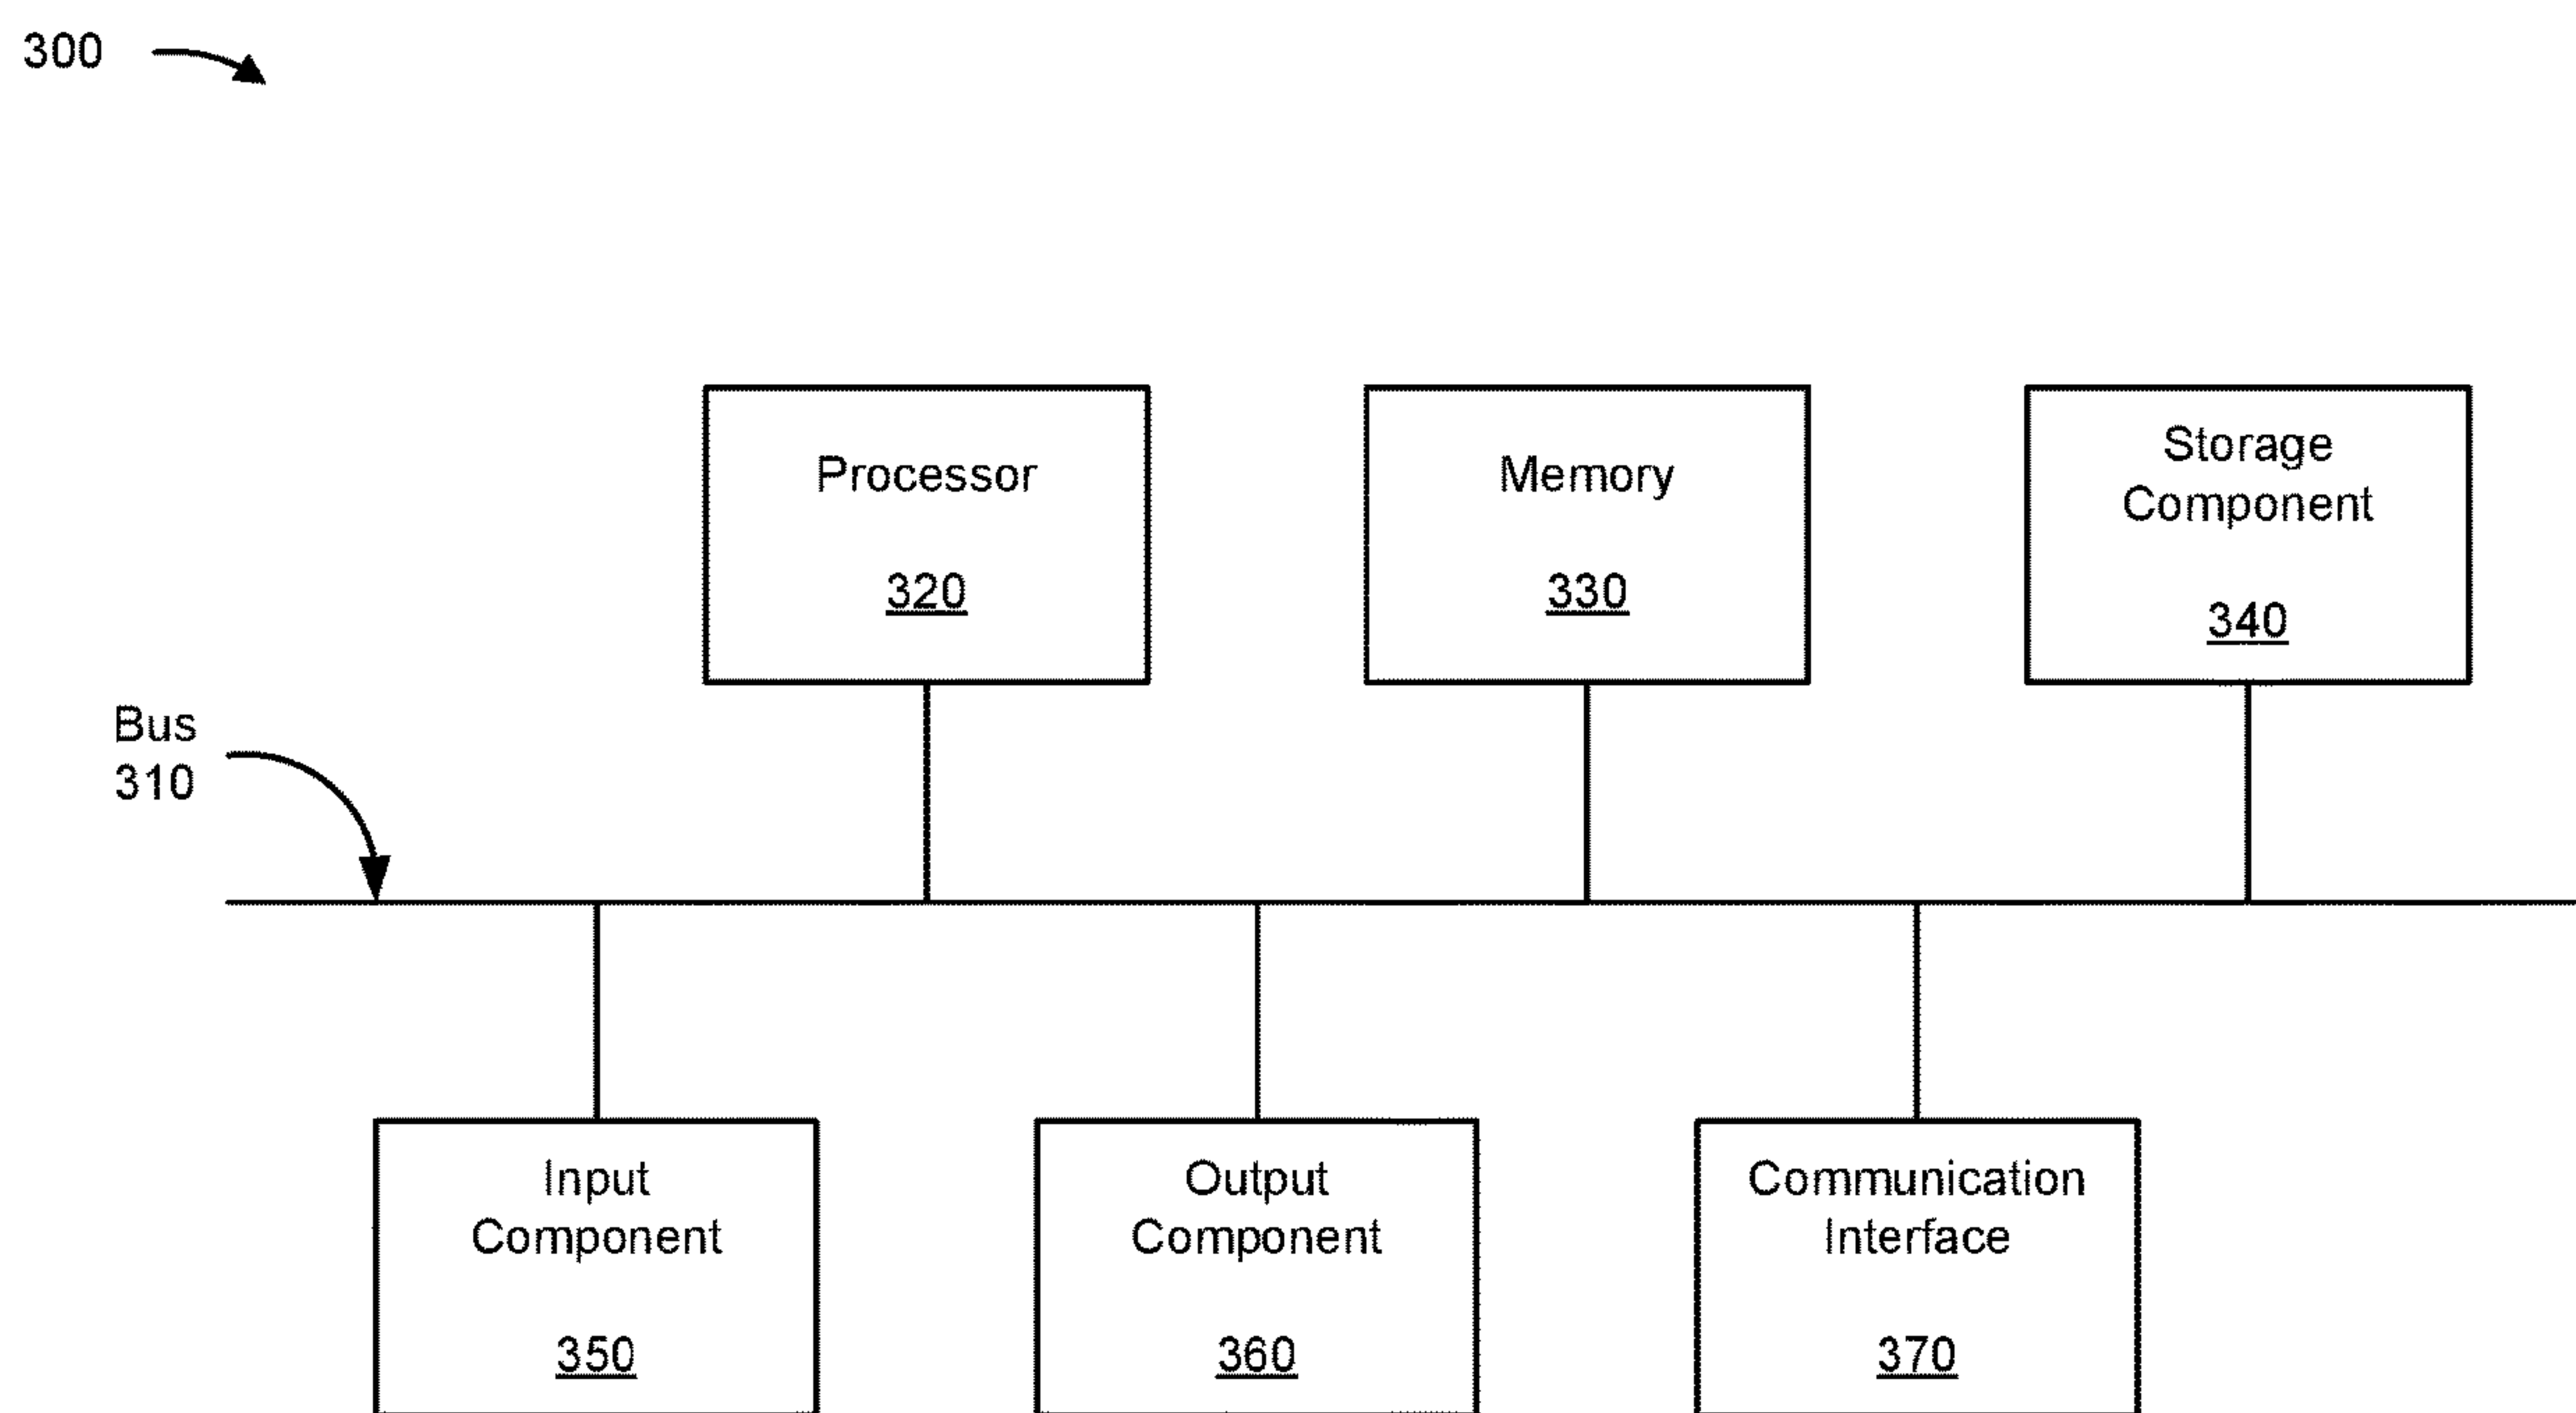 300
Processor
320
Memory
330
Storage
Component
340
Bus
310
Input
Component
350
Output
Component
360
Communication
Interface
370